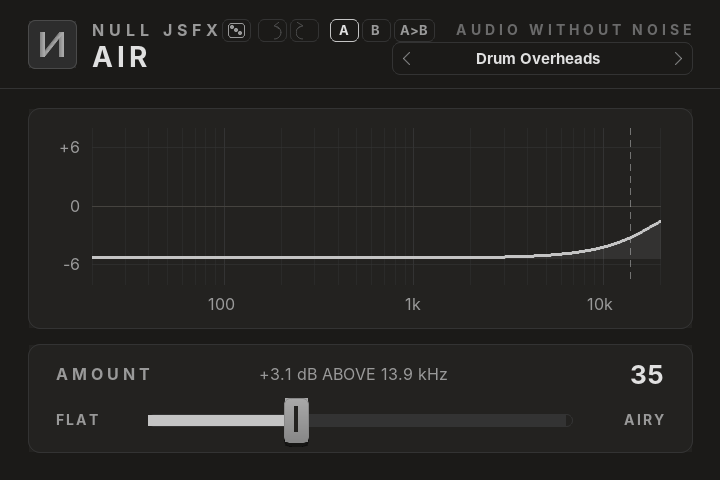 NULL JSFX
A B A>B
AUDIO WITHOUT NOISE
AIR
Drum Overheads
+6
0
-6
100 1k 10k
AMOUNT +3.1 dB ABOVE 13.9 kHz 35
FLAT AIRY